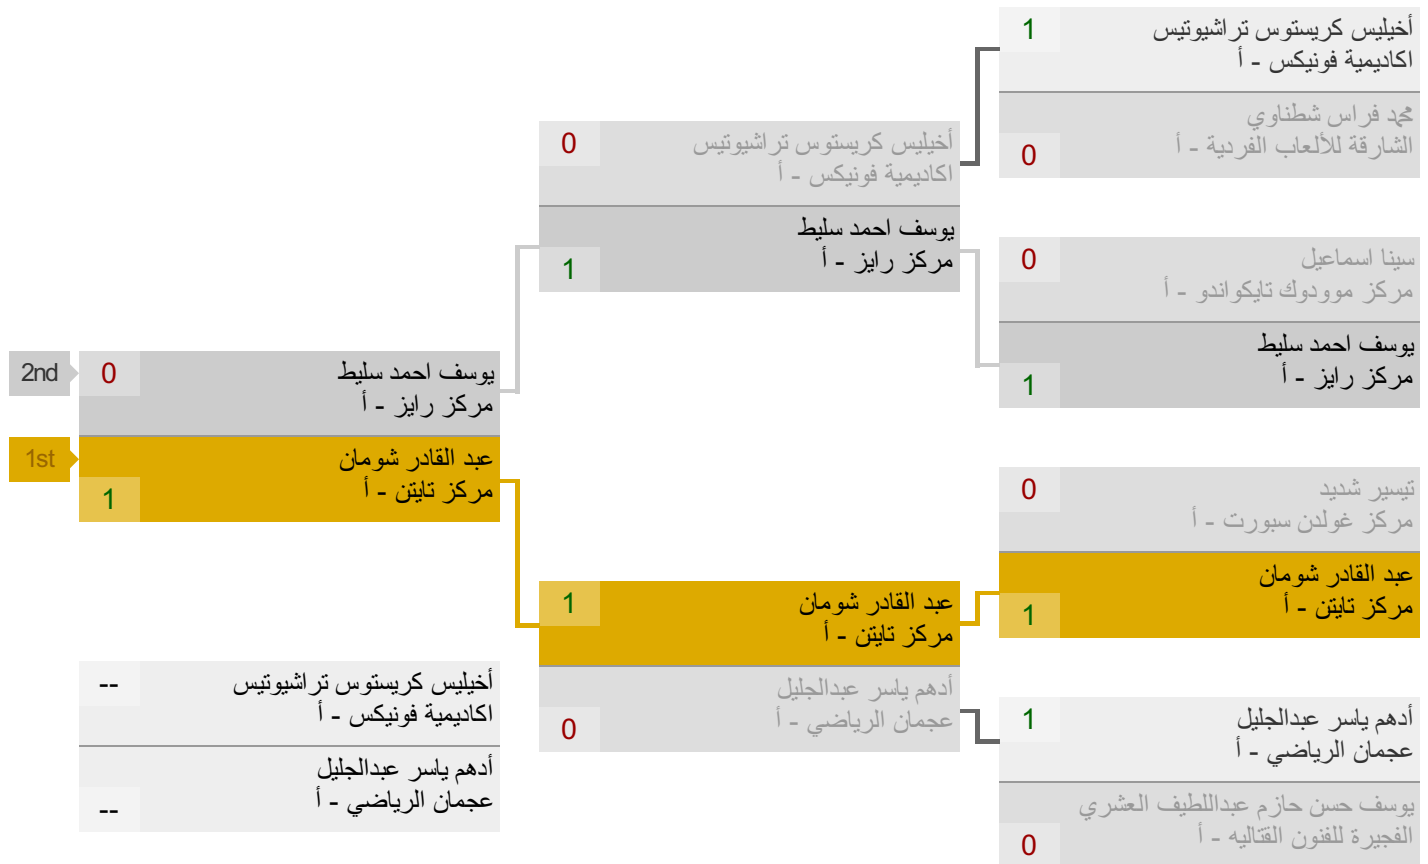 أخيليس كريستوس تراشيوتيس
1
اكاديمية فونيكس - أ
محمد فراس شطناوي
الشارقة للألعاب الفردية - أ
0
سينا اسماعيل
0
مركز موودوك تايكواندو - أ
يوسف احمد سليط
مركز رايز - أ
1
تيسير شديد
0
مركز غولدن سبورت - أ
عبد القادر شومان
مركز تايتن - أ
1
أدهم ياسر عبدالجليل
1
عجمان الرياضي - أ
يوسف حسن حازم عبداللطيف العشري
الفجيرة للفنون القتاليه - أ
0
أخيليس كريستوس تراشيوتيس
0
اكاديمية فونيكس - أ
يوسف احمد سليط
مركز رايز - أ
1
عبد القادر شومان
1
مركز تايتن - أ
أدهم ياسر عبدالجليل
عجمان الرياضي - أ
0
يوسف احمد سليط
0
2nd
مركز رايز - أ
عبد القادر شومان
1st
مركز تايتن - أ
1
أخيليس كريستوس تراشيوتيس
--
اكاديمية فونيكس - أ
أدهم ياسر عبدالجليل
عجمان الرياضي - أ
--